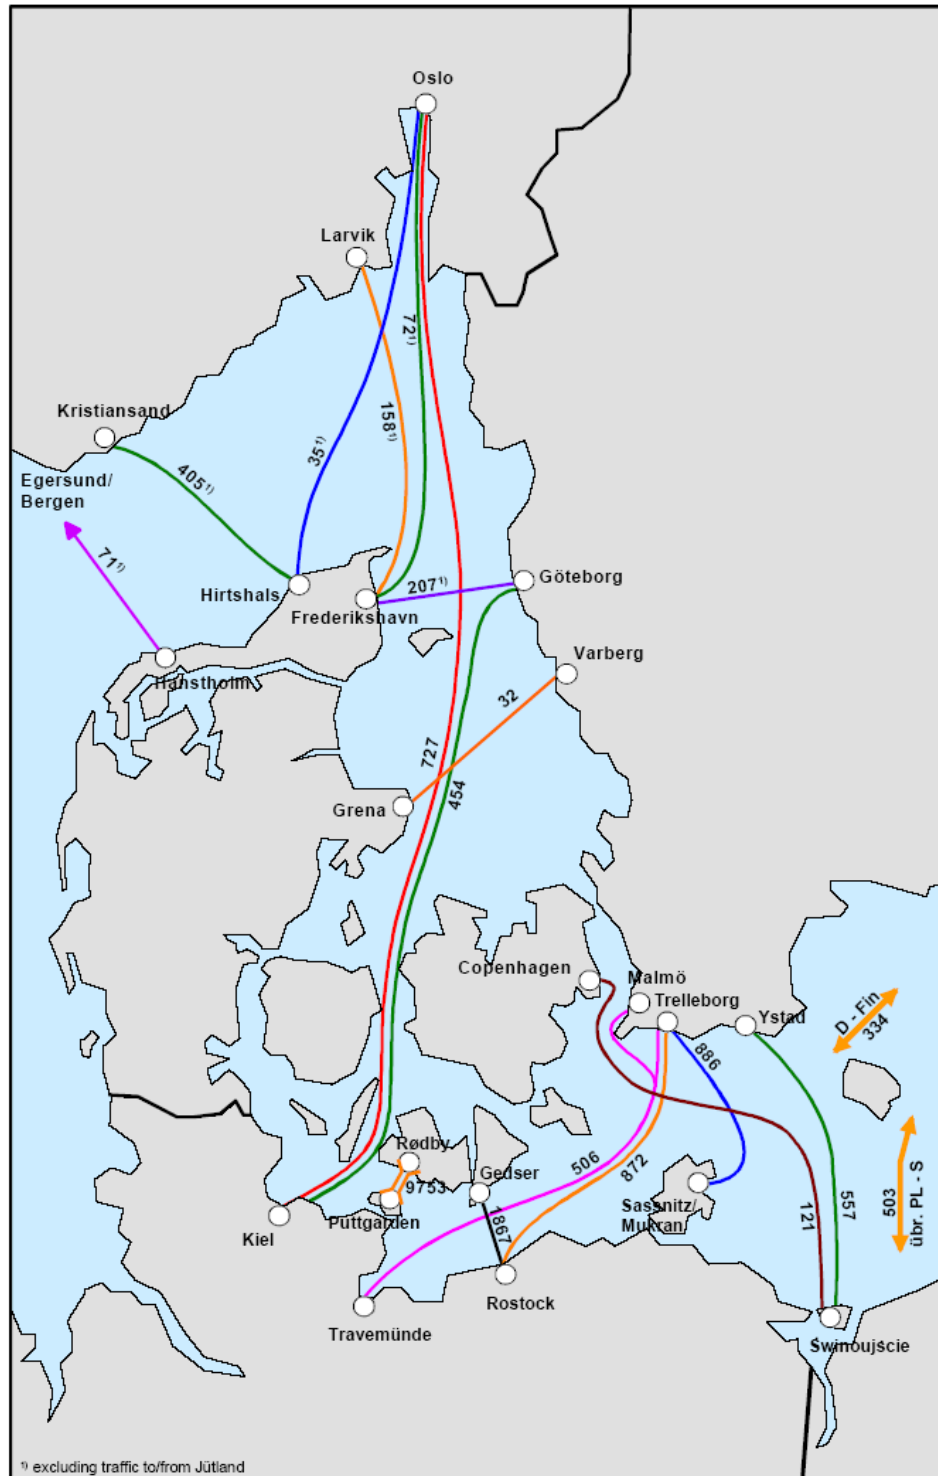 Oslo
Larvik
72¹⁾
Kristiansand
158¹⁾
35¹⁾
405¹⁾
Egersund/
Bergen
71¹⁾
Hirtshals
207¹⁾
Göteborg
Frederikshavn
Varberg
Hanstholm
32
727
454
Grena
Copenhagen
Malmö
Trelleborg
Ystad
D - Fin
334
886
Rødby
9753
Gedser
506
872
Puttgarden
Sassnitz/
Mukran
1867
121
557
503
übr. PL - S
Kiel
Rostock
Travemünde
Świnoujście
¹⁾ excluding traffic to/from Jütland